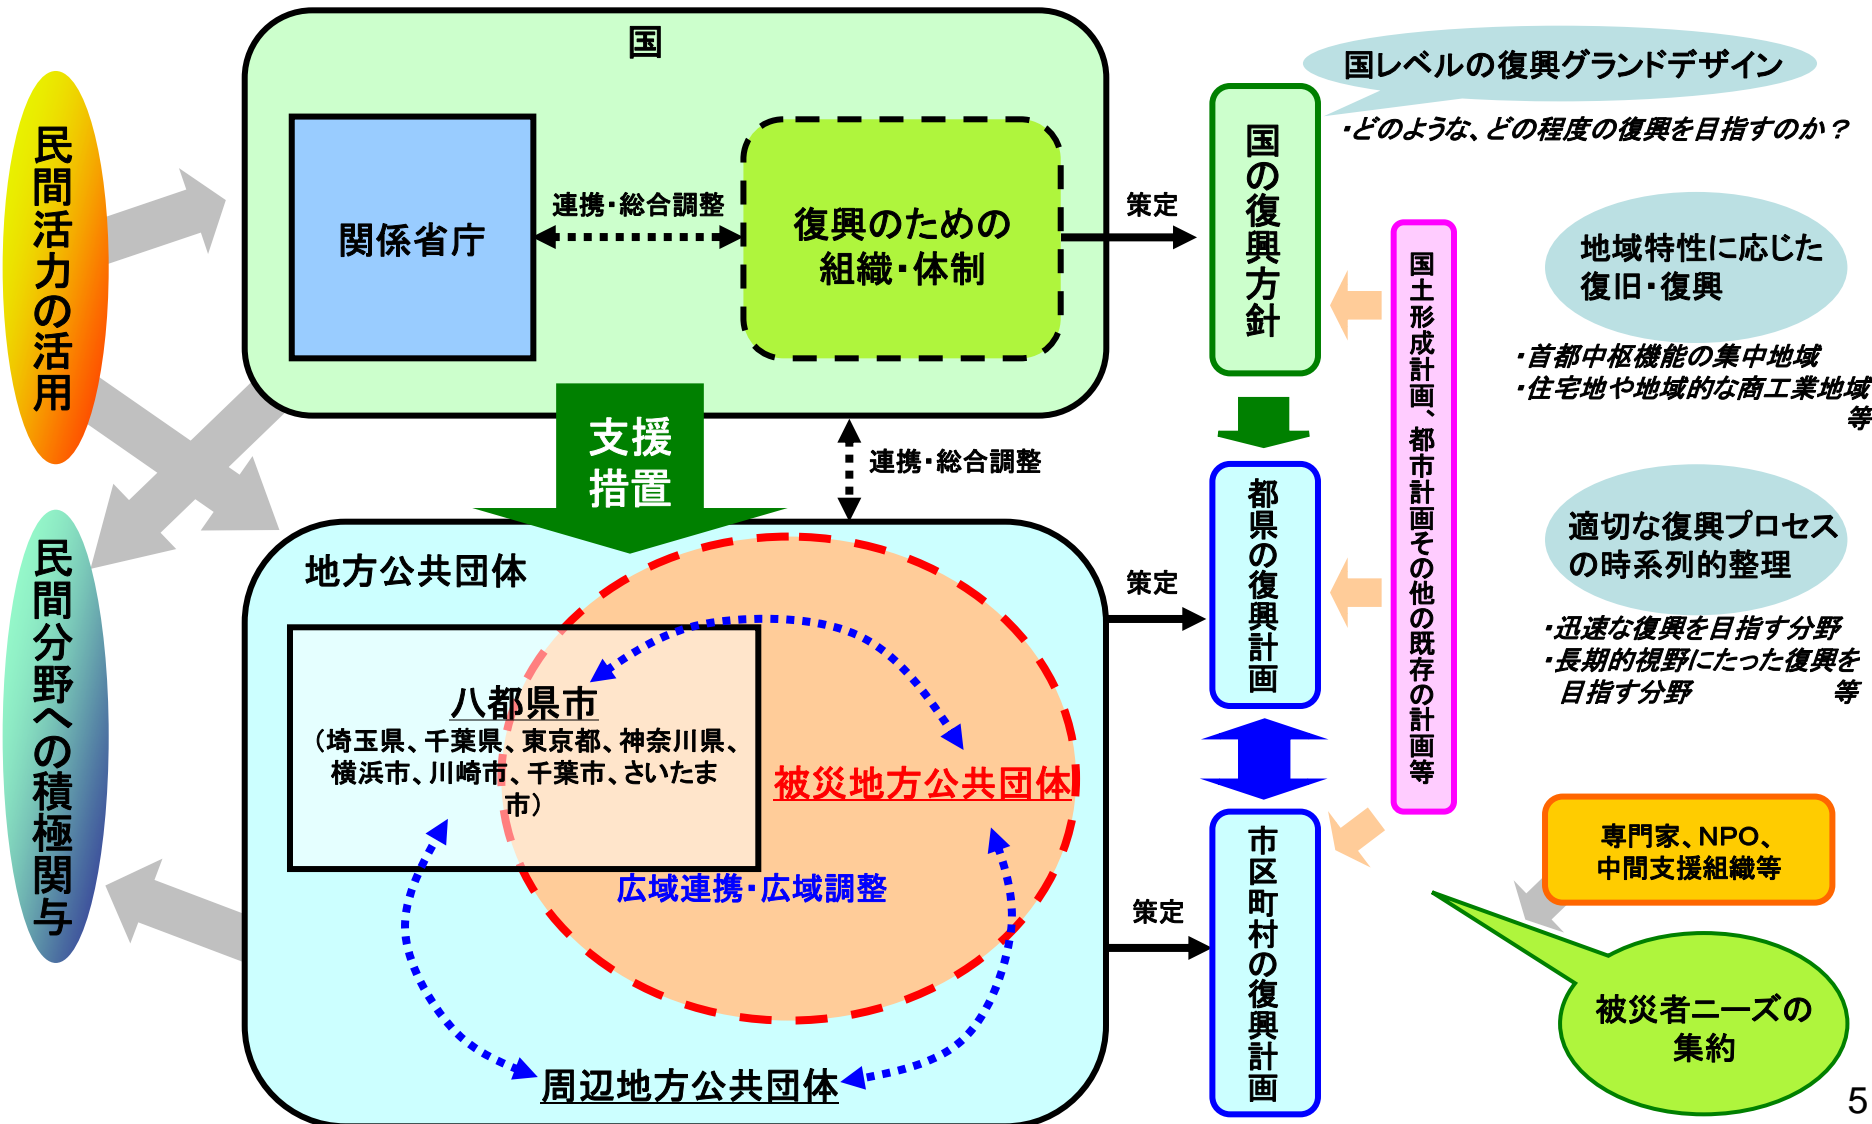 国
民間活力の活用
関係省庁
連携・総合調整
復興のための
組織・体制
策定
国の復興方針
国レベルの復興グランドデザイン
・どのような、どの程度の復興を目指すのか？
国土形成計画、都市計画その他の既存の計画等
地域特性に応じた
復旧・復興
・首都中枢機能の集中地域
・住宅地や地域的な商工業地域
等
支援
措置
連携・総合調整
民間分野への積極関与
地方公共団体
八都県市
（埼玉県、千葉県、東京都、神奈川県、
横浜市、川崎市、千葉市、さいたま
市）
被災地方公共団体
広域連携・広域調整
周辺地方公共団体
策定
都県の復興計画
適切な復興プロセス
の時系列的整理
・迅速な復興を目指す分野
・長期的視野にたった復興を
目指す分野 等
策定
市区町村の復興計画
専門家、NPO、
中間支援組織等
被災者ニーズの
集約
5